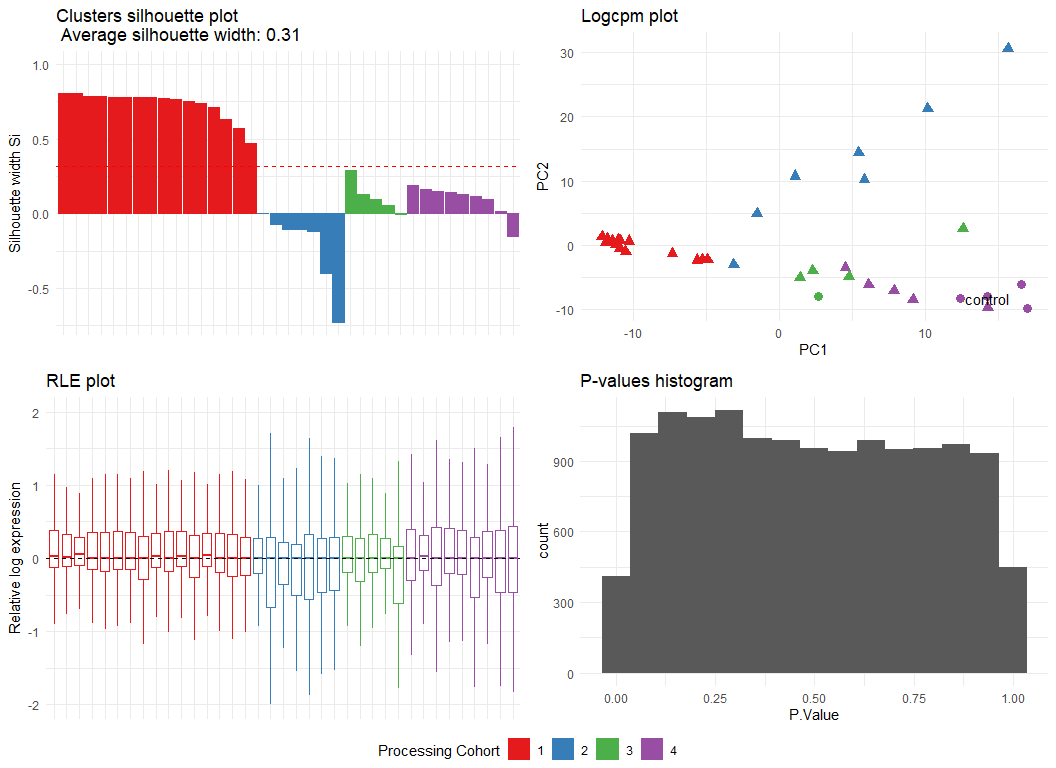 Clusters silhouette plot
Average silhouette width: 0.31
Silhouette width Si
1.0
0.5
0.0
-0.5
Logcpm plot
PC2
30
20
10
0
-10
control
-10
0
10
PC1
RLE plot
Relative log expression
2
1
0
-1
-2
P-values histogram
count
900
600
300
0
0.00
0.25
0.50
0.75
1.00
P.Value
Processing Cohort 1 2 3 4